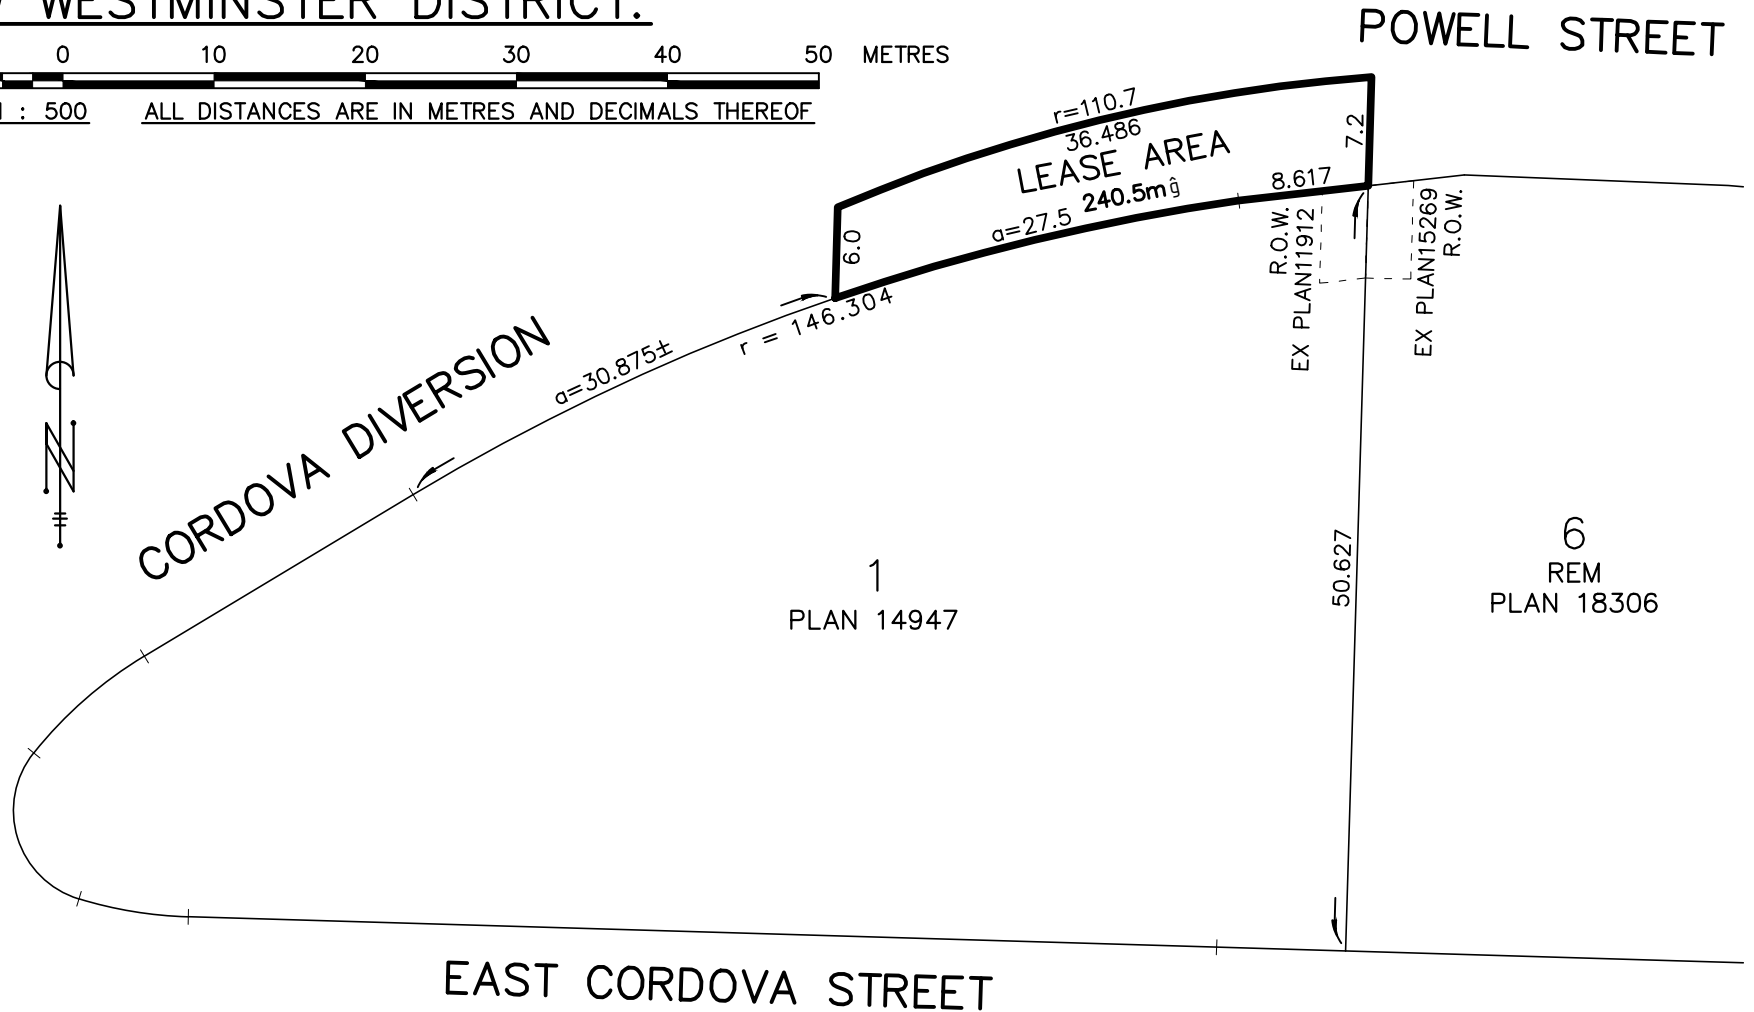 WESTMINSTER DISTRICT.
POWELL STREET
0 10 20 30 40 50 METRES
: 500 ALL DISTANCES ARE IN METRES AND DECIMALS THEREOF
r=110.7
36.486
LEASE AREA
240.5m ĝ
7.2
8.617
a=27.5
6.0
r = 146.304
a=30.875±
R.O.W.
EX PLAN11912
EX PLAN15269
R.O.W.
CORDOVA DIVERSION
N
1
PLAN 14947
50.627
6
REM
PLAN 18306
EAST CORDOVA STREET